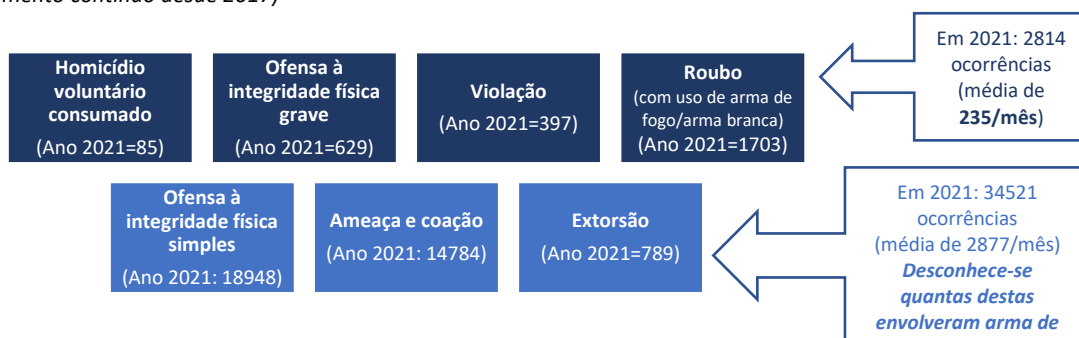 Homicídio
voluntário
consumado
(Ano 2021=85)
Ofensa à
integridade física
grave
(Ano 2021=629)
Violação
(Ano 2021=397)
Roubo
(com uso de arma de
fogo/arma branca)
(Ano 2021=1703)
Em 2021: 2814
ocorrências
(média de
235/mês)
Ofensa à
integridade física
simples
(Ano 2021: 18948)
Ameaça e coação
(Ano 2021: 14784)
Extorsão
(Ano 2021=789)
Em 2021: 34521
ocorrências
(média de 2877/mês)
Desconhece-se
quantas destas
envolveram arma de